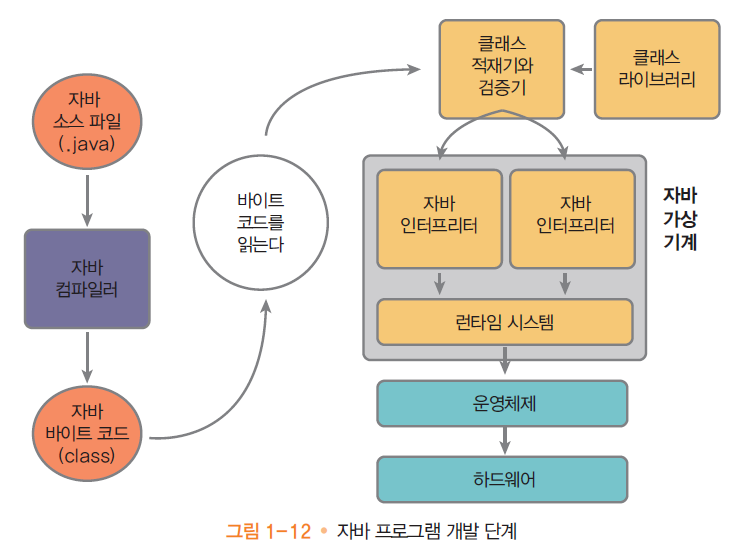 자바
소스 파일
(.java)
자바
컴파일러
자바
바이트 코드
(class)
바이트
코드를
읽는다
클래스
적재기와
검증기
클래스
라이브러리
자바
인터프리터
자바
인터프리터
런타임 시스템
자바
가상
기계
운영체제
하드웨어
그림 1-12 • 자바 프로그램 개발 단계